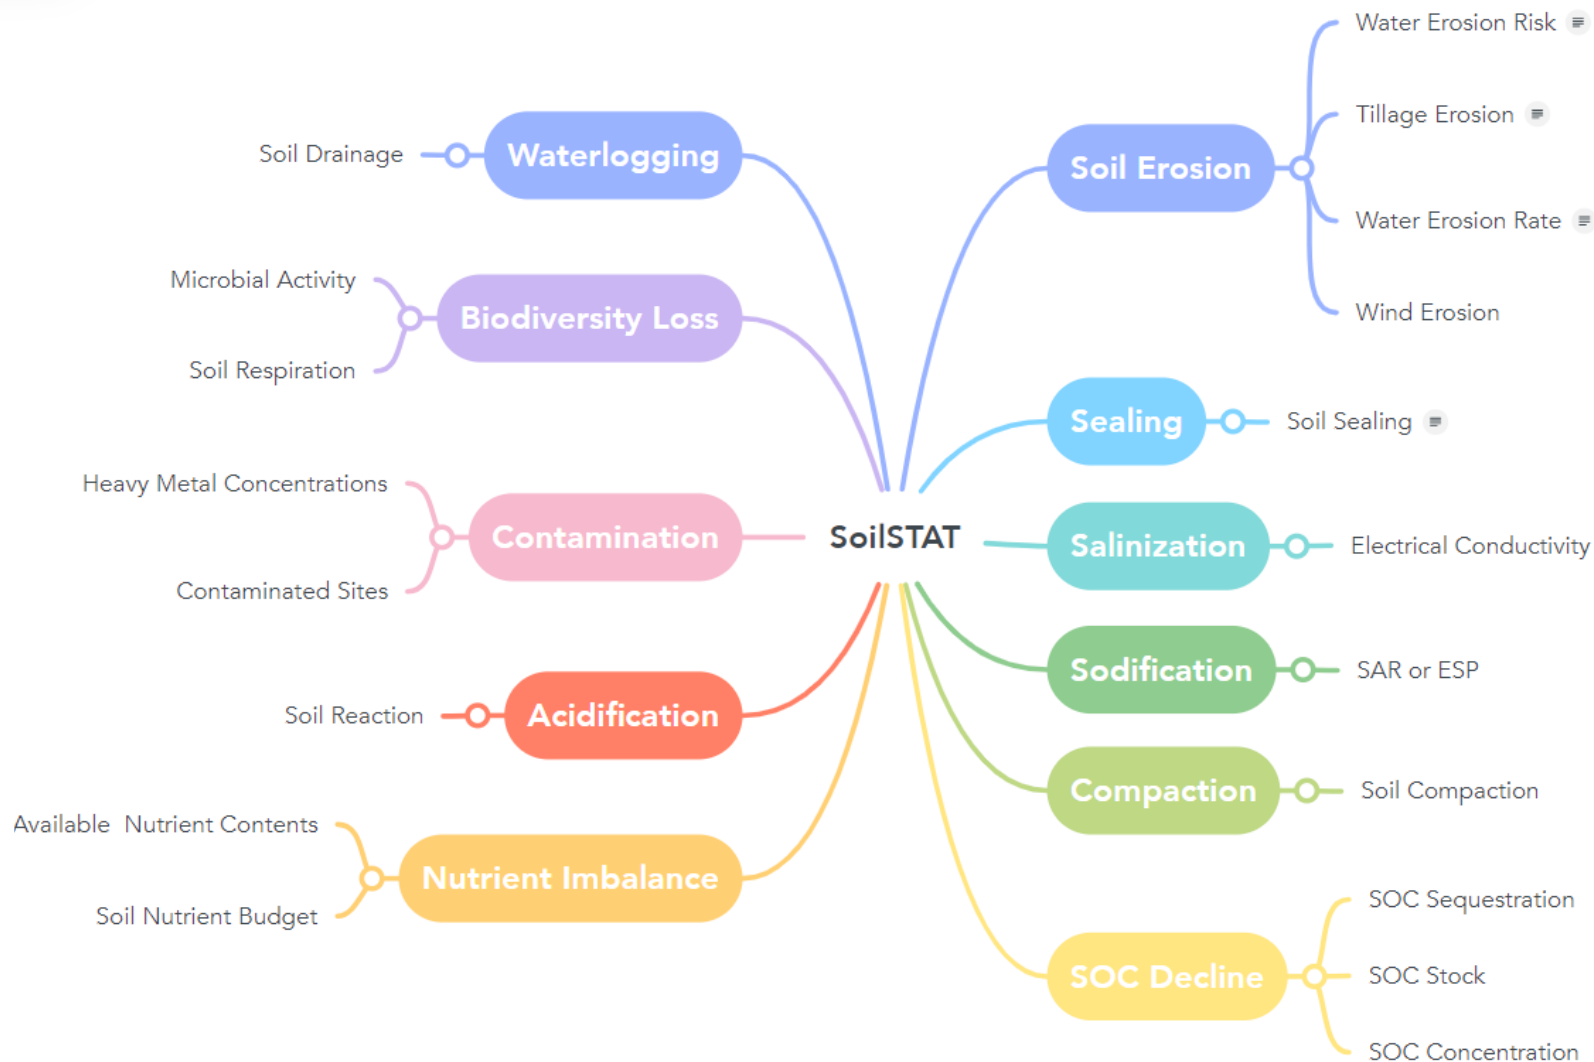 Waterlogging
Soil Drainage
Biodiversity Loss
Microbial Activity
Soil Respiration
Contamination
Heavy Metal Concentrations
Contaminated Sites
Acidification
Soil Reaction
Nutrient Imbalance
Available  Nutrient Contents
Soil Nutrient Budget
SoilSTAT
Soil Erosion
Water Erosion Risk
Tillage Erosion
Water Erosion Rate
Wind Erosion
Sealing
Soil Sealing
Salinization
Electrical Conductivity
Sodification
SAR or ESP
Compaction
Soil Compaction
SOC Decline
SOC Sequestration
SOC Stock
SOC Concentration